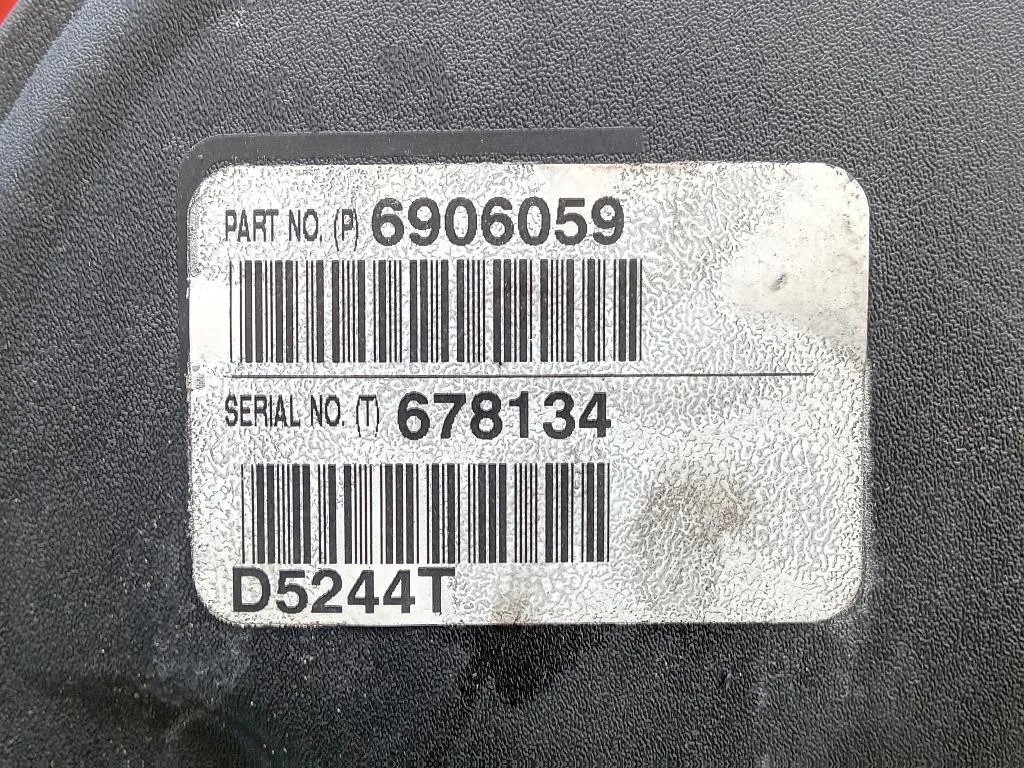 PART NO. (P) 6906059
SERIAL NO. (T) 678134
D5244T